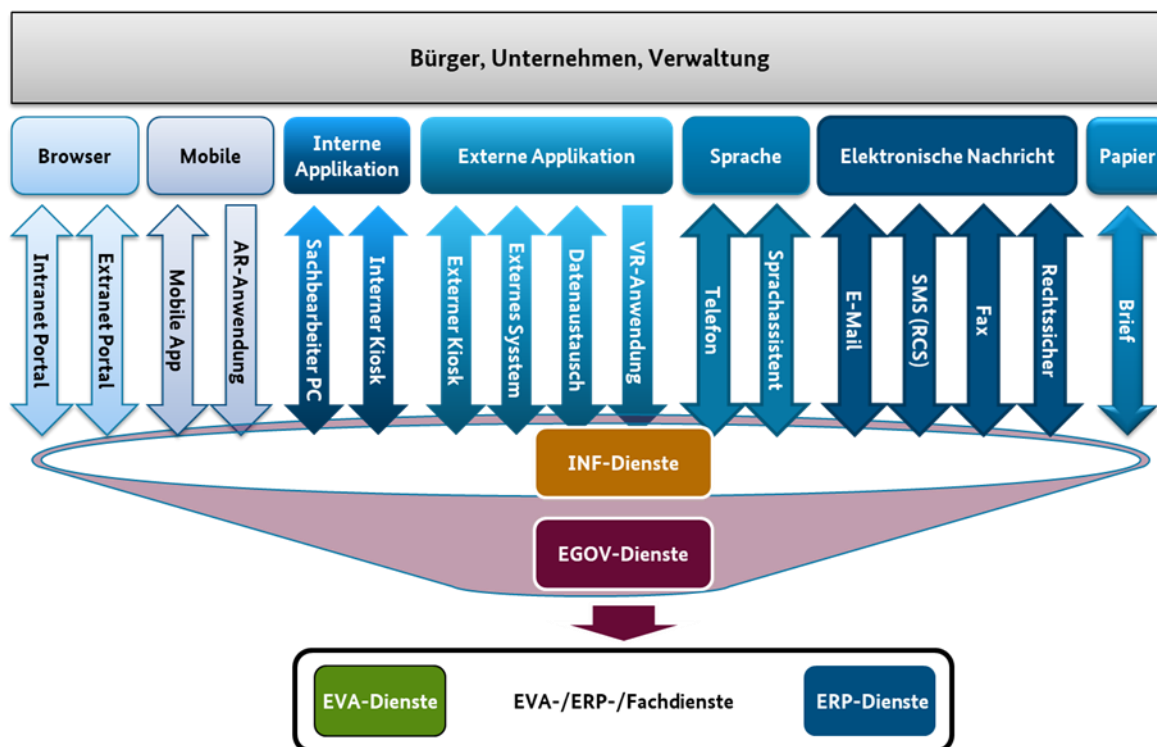 Bürger, Unternehmen, Verwaltung
Browser
Mobile
Interne
Applikation
Externe Applikation
Sprache
Elektronische Nachricht
Papier
Intranet Portal
Extranet Portal
Mobile App
AR-Anwendung
Sachbearbeiter PC
Interner Kiosk
Externer Kiosk
Externes Sysstem
Datenaustausch
VR-Anwendung
Telefon
Sprachassistent
E-Mail
SMS (RCS)
Fax
Rechtssicher
Brief
INF-Dienste
EGOV-Dienste
EVA-Dienste
EVA-/ERP-/Fachdienste
ERP-Dienste